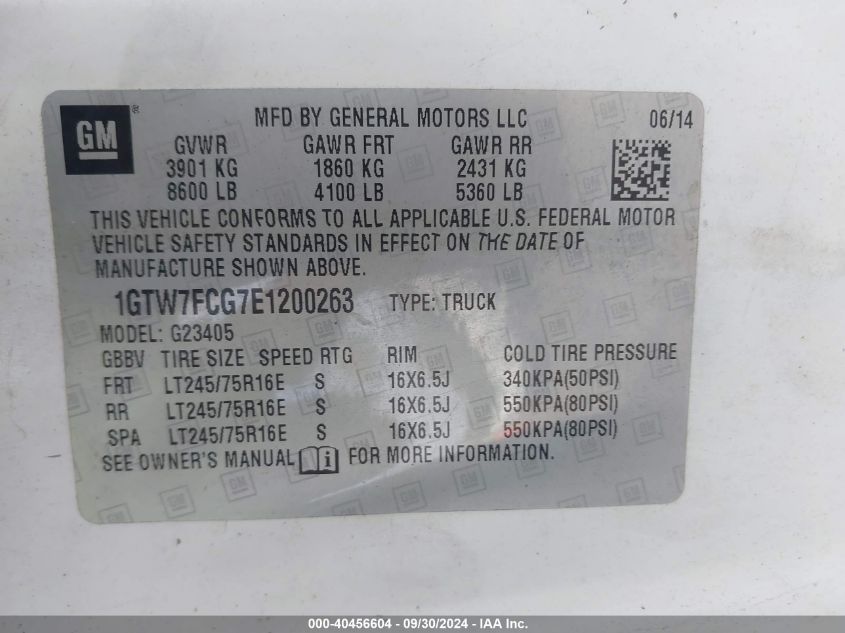 GM
MFD BY GENERAL MOTORS LLC 06/14
GVWR GAWR FRT GAWR RR
3901 KG 1860 KG 2431 KG
8600 LB 4100 LB 5360 LB
THIS VEHICLE CONFORMS TO ALL APPLICABLE U.S. FEDERAL MOTOR
VEHICLE SAFETY STANDARDS IN EFFECT ON THE DATE OF
MANUFACTURE SHOWN ABOVE.
1GTW7FCG7E1200263 TYPE: TRUCK
MODEL: G23405
GBBV TIRE SIZE SPEED RTG RIM COLD TIRE PRESSURE
FRT LT245/75R16E S 16X6.5J 340KPA(50PSI)
RR LT245/75R16E S 16X6.5J 550KPA(80PSI)
SPA LT245/75R16E S 16X6.5J 550KPA(80PSI)
SEE OWNER'S MANUAL i FOR MORE INFORMATION.
000-40456604 - 09/30/2024 - IAA Inc.